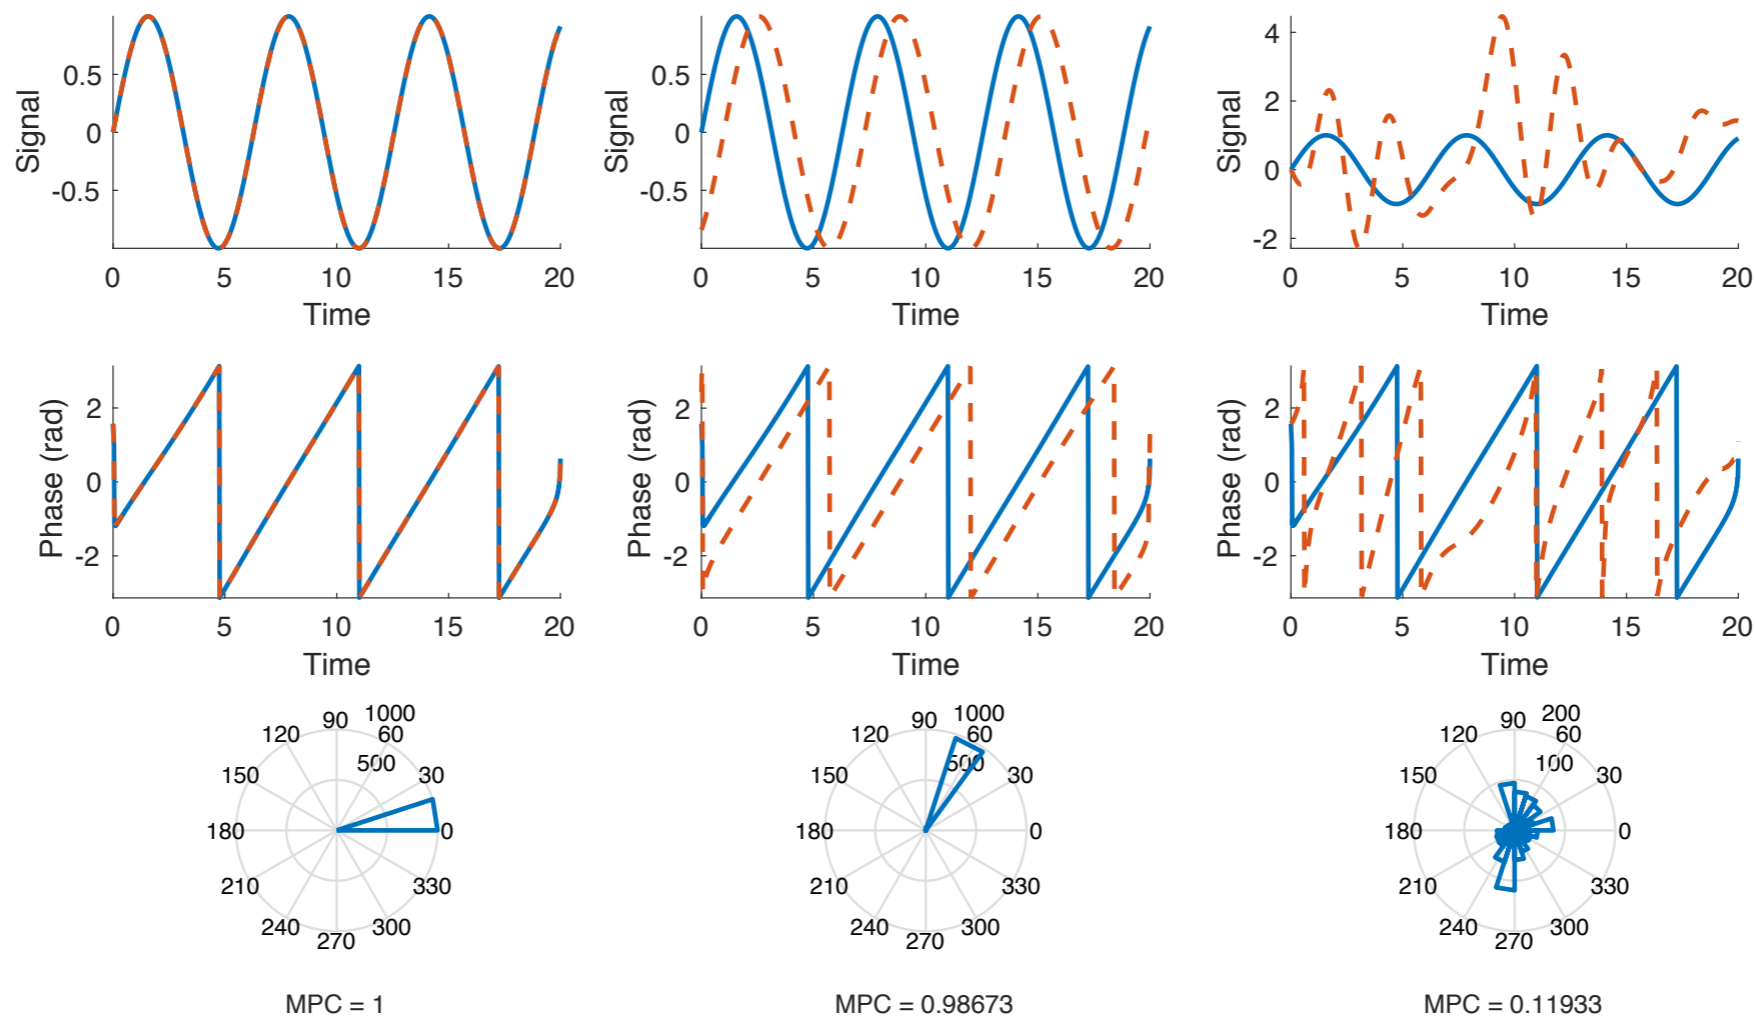 Signal
0.5
0
-0.5
0 5 10 15 20
Time
Signal
0.5
0
-0.5
0 5 10 15 20
Time
Signal
4
2
0
-2
0 5 10 15 20
Time
Phase (rad)
2
0
-2
0 5 10 15 20
Time
Phase (rad)
2
0
-2
0 5 10 15 20
Time
Phase (rad)
2
0
-2
0 5 10 15 20
Time
90 1000
120 60
500
150 30
180 0
210 330
240 300
270
90 1000
120 60
500
150 30
180 0
210 330
240 300
270
90 200
120 60
100
150 30
180 0
210 330
240 300
270
MPC = 1
MPC = 0.98673
MPC = 0.11933